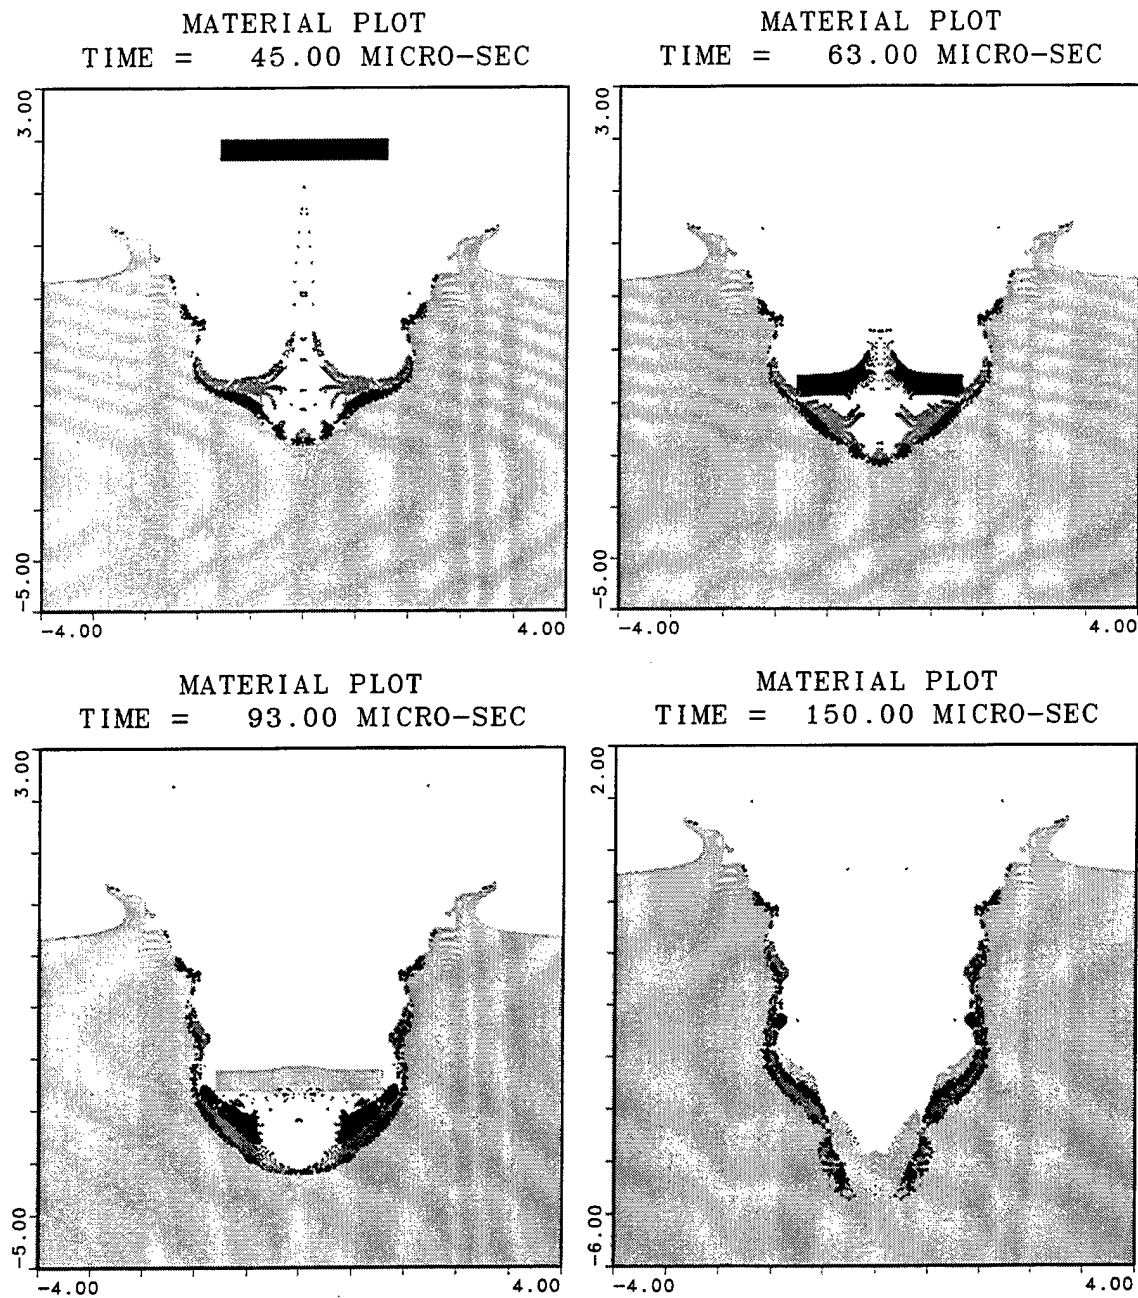 MATERIAL PLOT
TIME = 45.00 MICRO-SEC
3.00
-5.00
-5.00
-4.00
4.00
MATERIAL PLOT
TIME = 63.00 MICRO-SEC
3.00
-5.00
-4.00
4.00
MATERIAL PLOT
TIME = 93.00 MICRO-SEC
3.00
-5.00
-4.00
4.00
MATERIAL PLOT
TIME = 150.00 MICRO-SEC
2.00
-6.00
-4.00
4.00